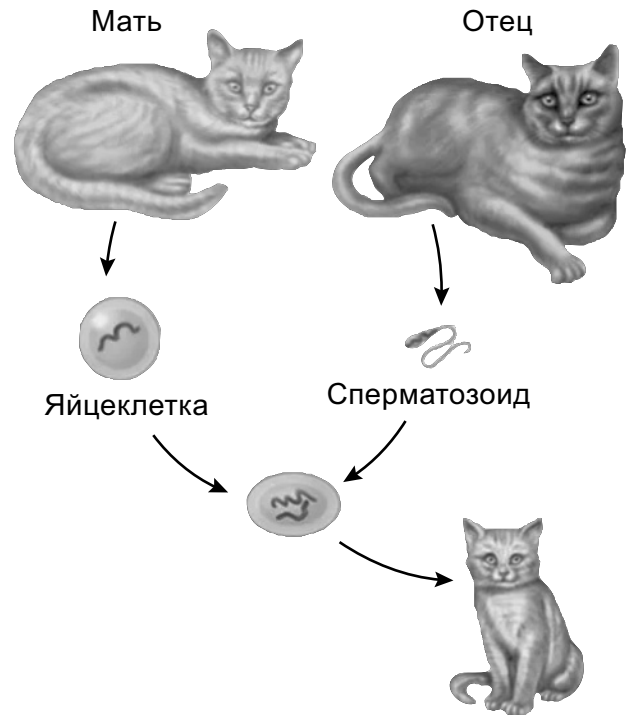 Мать
Отец
Яйцеклетка
Сперматозоид